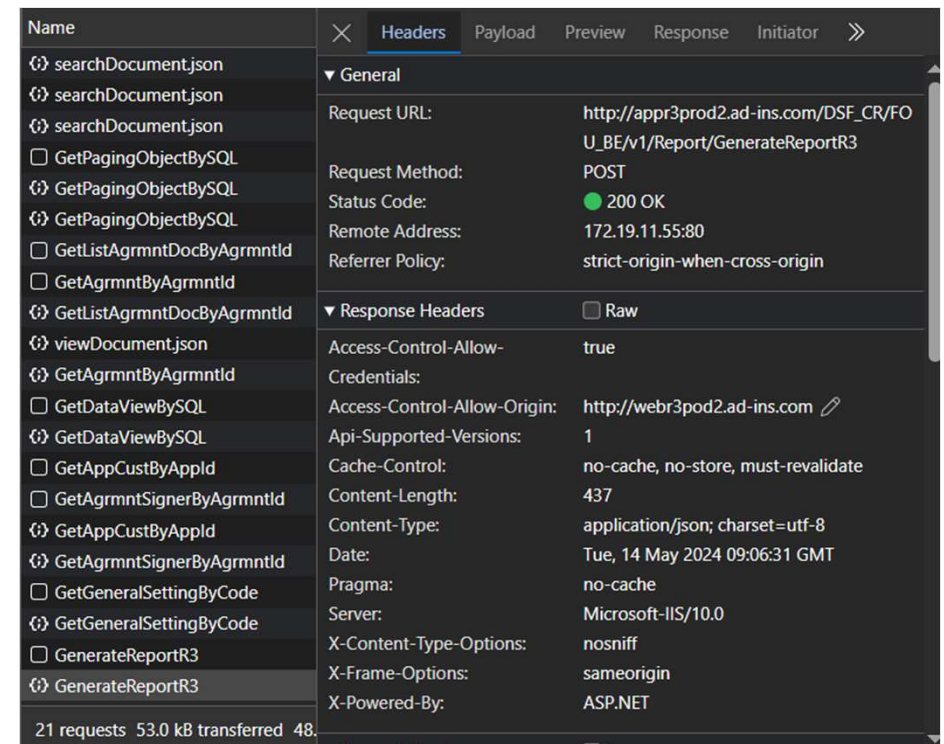 Name
searchDocument.json
searchDocument.json
searchDocument.json
GetPagingObjectBySQL
GetPagingObjectBySQL
GetPagingObjectBySQL
GetListAgrmntDocByAgrmntId
GetAgrmntByAgrmntId
GetListAgrmntDocByAgrmntId
viewDocument.json
GetAgrmntByAgrmntId
GetDataViewBySQL
GetDataViewBySQL
GetAppCustByAppId
GetAgrmntSignerByAgrmntId
GetAppCustByAppId
GetAgrmntSignerByAgrmntId
GetGeneralSettingByCode
GetGeneralSettingByCode
GenerateReportR3
GenerateReportR3
21 requests 53.0 kB transferred 48.
Headers Payload Preview Response Initiator
General
Request URL: http://appr3prod2.ad-ins.com/DSF_CR/FO
U_BE/v1/Report/GenerateReportR3
Request Method: POST
Status Code: 200 OK
Remote Address: 172.19.11.55:80
Referrer Policy: strict-origin-when-cross-origin
Response Headers Raw
Access-Control-Allow- true
Credentials:
Access-Control-Allow-Origin: http://webr3pod2.ad-ins.com
Api-Supported-Versions: 1
Cache-Control: no-cache, no-store, must-revalidate
Content-Length: 437
Content-Type: application/json; charset=utf-8
Date: Tue, 14 May 2024 09:06:31 GMT
Pragma: no-cache
Server: Microsoft-IIS/10.0
X-Content-Type-Options: nosniff
X-Frame-Options: sameorigin
X-Powered-By: ASP.NET